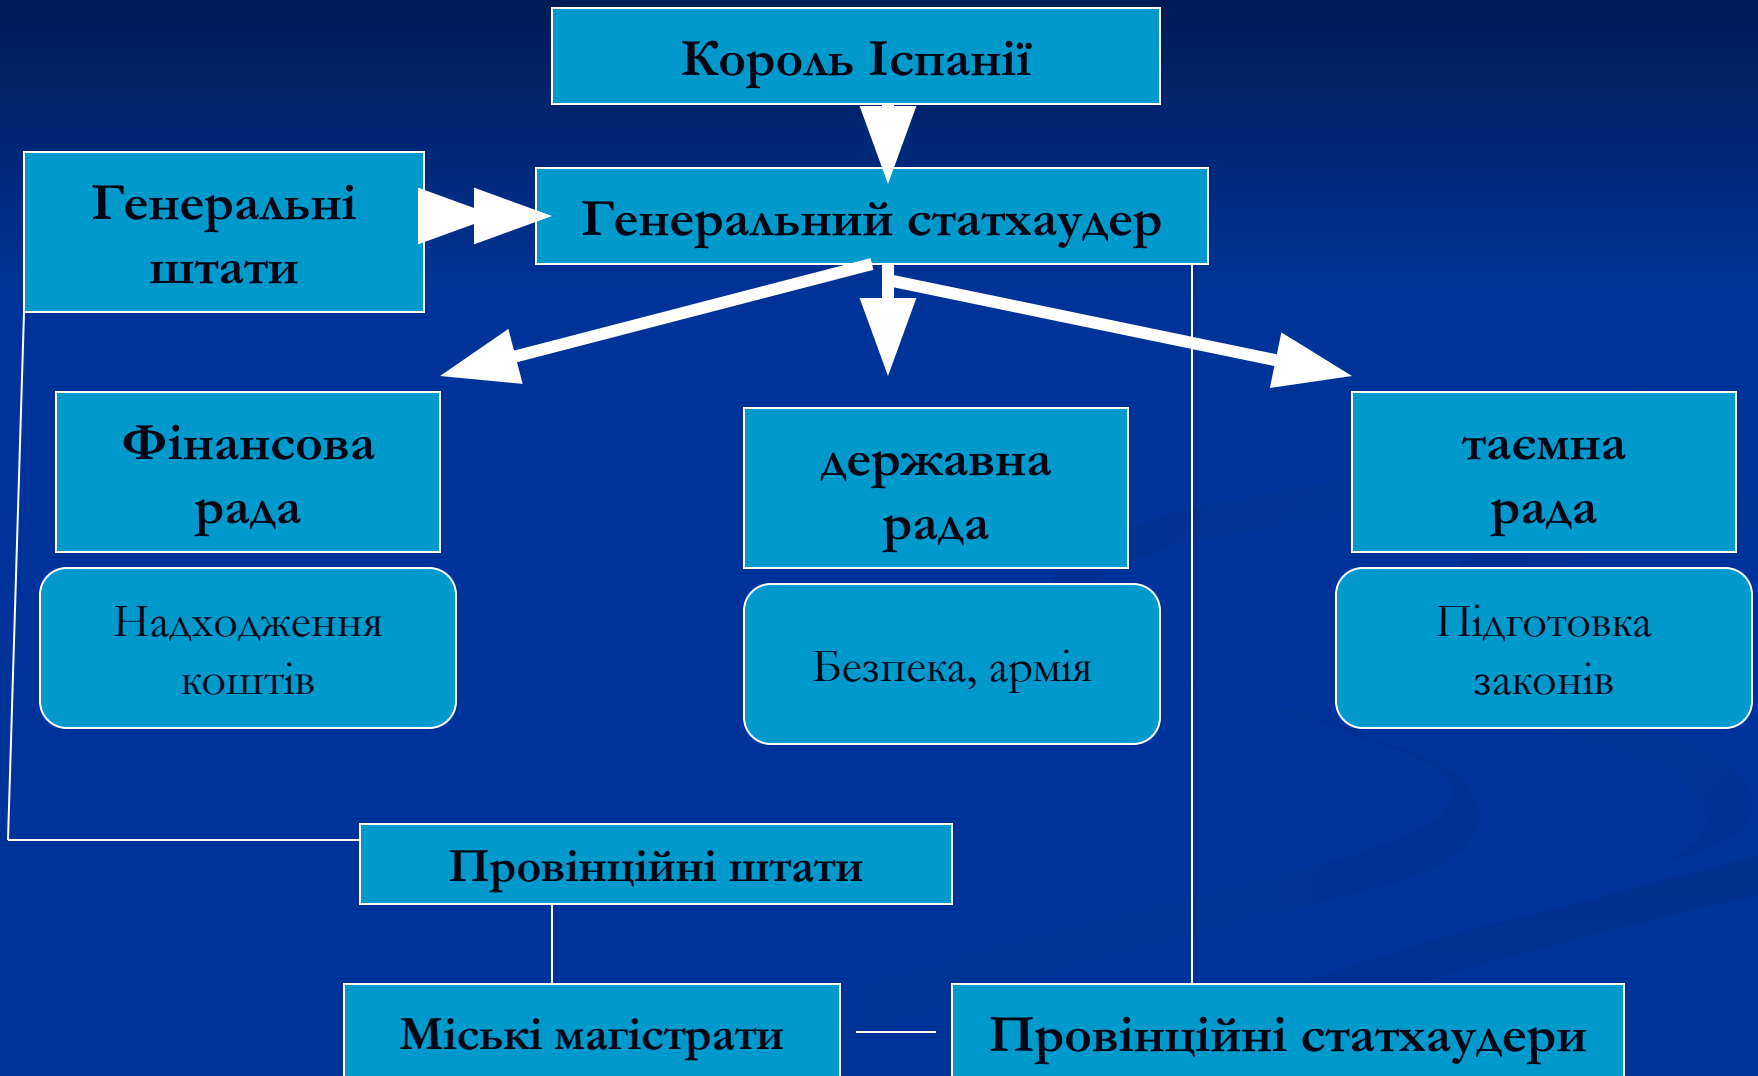 Король Іспанії
Генеральні
штати
Генеральний статхаудер
Фінансова
рада
державна
рада
таємна
рада
Надходження
коштів
Безпека, армія
Підготовка
законів
Провінційні штати
Міські магістрати
Провінційні статхаудери